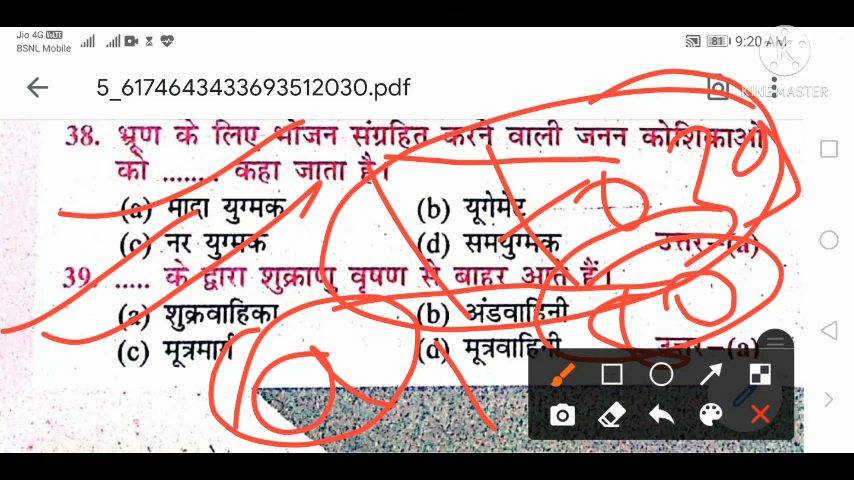 Jio 4G VoLTE
BSNL Mobile
81 9:20 AM
5_6174643433693512030.pdf
KINEMASTER
38. भ्रूण के लिए भोजन संग्रहित करने वाली जनन कोशिकाओं
को ........ कहा जाता है।
(a) मादा युग्मक (b) यूगेमेट
(c) नर युग्मक (d) समयुग्मक उत्तर-(a)
39. ..... के द्वारा शुक्राणु वृषण से बाहर आते हैं।
(a) शुक्रवाहिका (b) अंडवाहिनी
(c) मूत्रमार्ग (d) मूत्रवाहिनी उत्तर-(a)